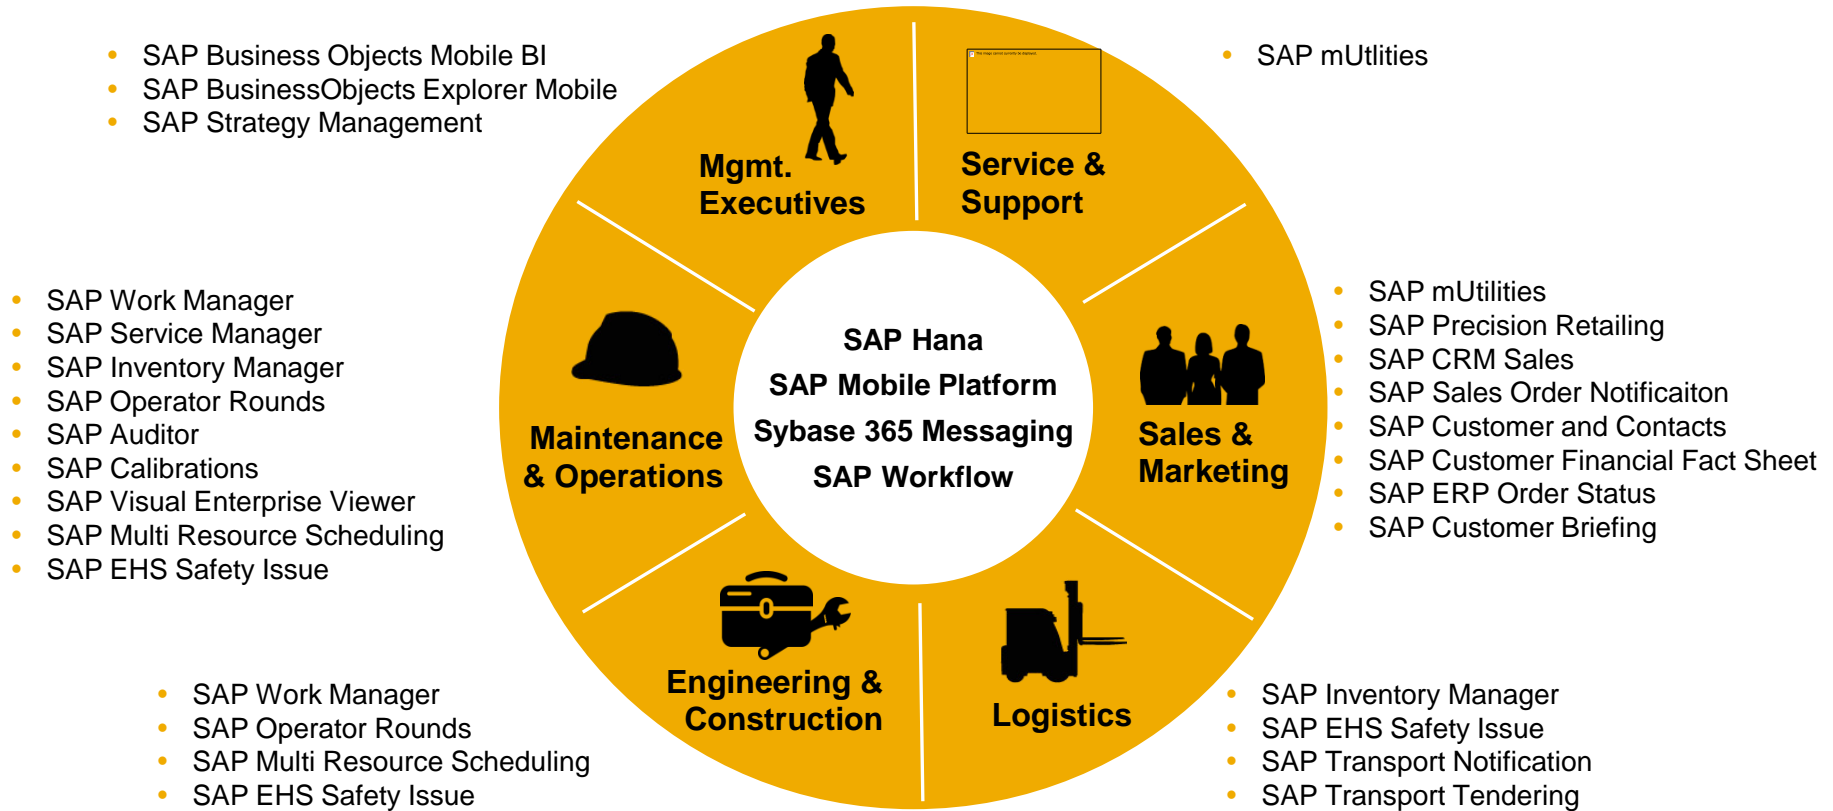 SAP Business Objects Mobile BI
SAP BusinessObjects Explorer Mobile
SAP Strategy Management
Mgmt.
Executives
This image cannot currently be displayed.
Service &
Support
SAP mUtlities
SAP Work Manager
SAP Service Manager
SAP Inventory Manager
SAP Operator Rounds
SAP Auditor
SAP Calibrations
SAP Visual Enterprise Viewer
SAP Multi Resource Scheduling
SAP EHS Safety Issue
Maintenance
& Operations
SAP Hana
SAP Mobile Platform
Sybase 365 Messaging
SAP Workflow
Sales &
Marketing
SAP mUtilities
SAP Precision Retailing
SAP CRM Sales
SAP Sales Order Notificaiton
SAP Customer and Contacts
SAP Customer Financial Fact Sheet
SAP ERP Order Status
SAP Customer Briefing
SAP Work Manager
SAP Operator Rounds
SAP Multi Resource Scheduling
SAP EHS Safety Issue
Engineering &
Construction
Logistics
SAP Inventory Manager
SAP EHS Safety Issue
SAP Transport Notification
SAP Transport Tendering